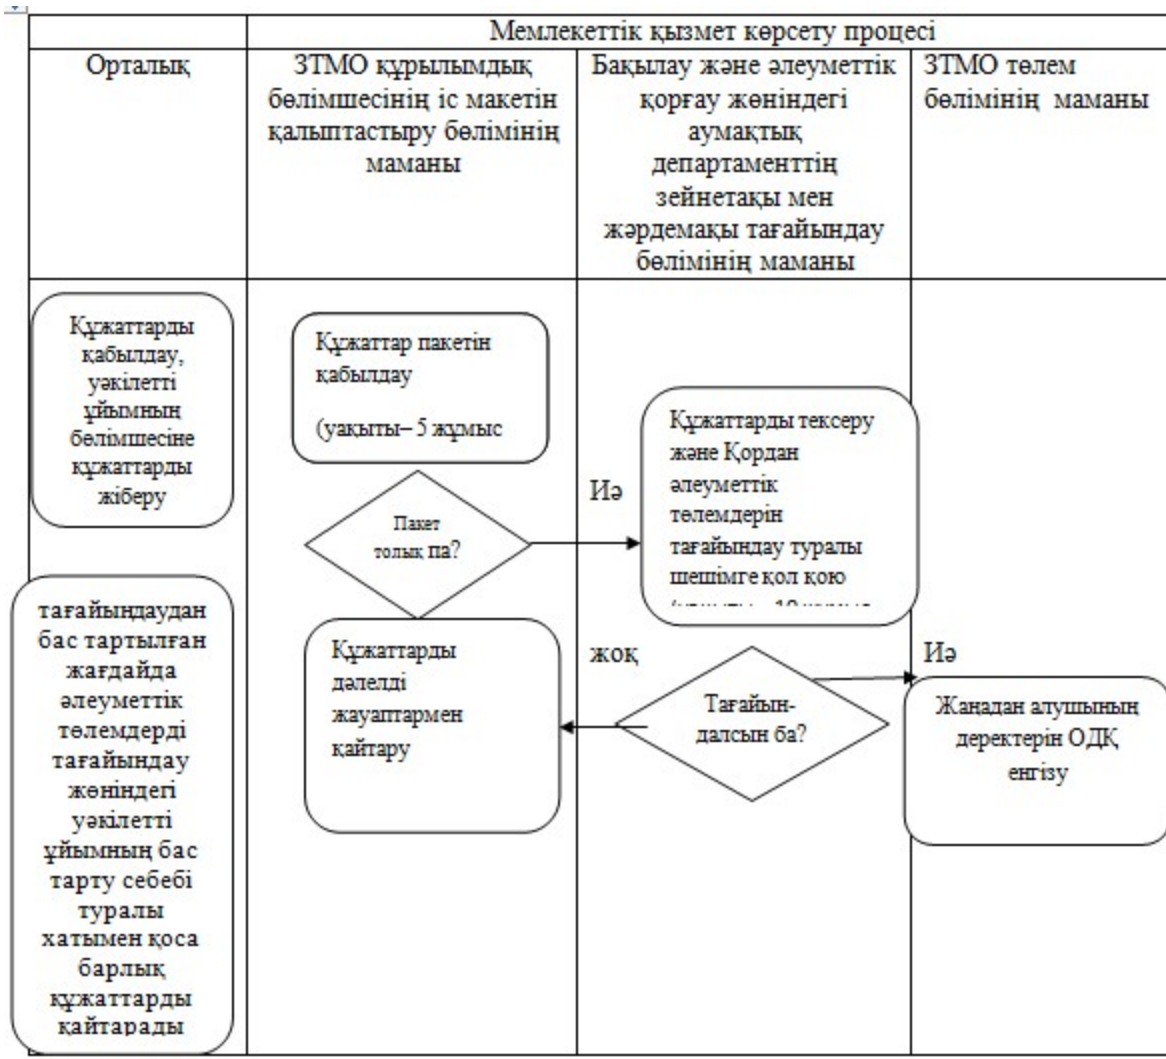 Мемлекеттік қызмет көрсету процесі
Орталық
ЗТМО құрылымдық
бөлімшесінің іс макетін
қалыптастыру бөлімінің
маманы
Бақылау және әлеуметтік
қорғау жөніндегі
аумақтық
департаменттің
зейнетақы мен
жәрдемақы тағайындау
бөлімінің маманы
ЗТМО төлем
бөлімінің маманы
Құжаттарды
қабылдау,
уәкілетті
ұйымның
бөлімшесіне
құжаттарды
жіберу
тағайындаудан
бас тартылған
жағдайда
әлеуметтік
төлемдерді
тағайындау
жөніндегі
уәкілетті
ұйымның бас
тарту себебі
туралы
хатымен қоса
барлық
құжаттарды
қайтарады
Құжаттар пакетін
қабылдау
(уақыты– 5 жұмыс
Пакет
толық па?
Құжаттарды
дәлелді
жауаптармен
қайтару
Иә
Құжаттарды тексеру
және Қордан
әлеуметтік
төлемдерін
тағайындау туралы
шешімге қол қою
жоқ
Тағайын-
далсын ба?
Иә
Жаңадан алушының
деректерін ОДҚ
енгізу